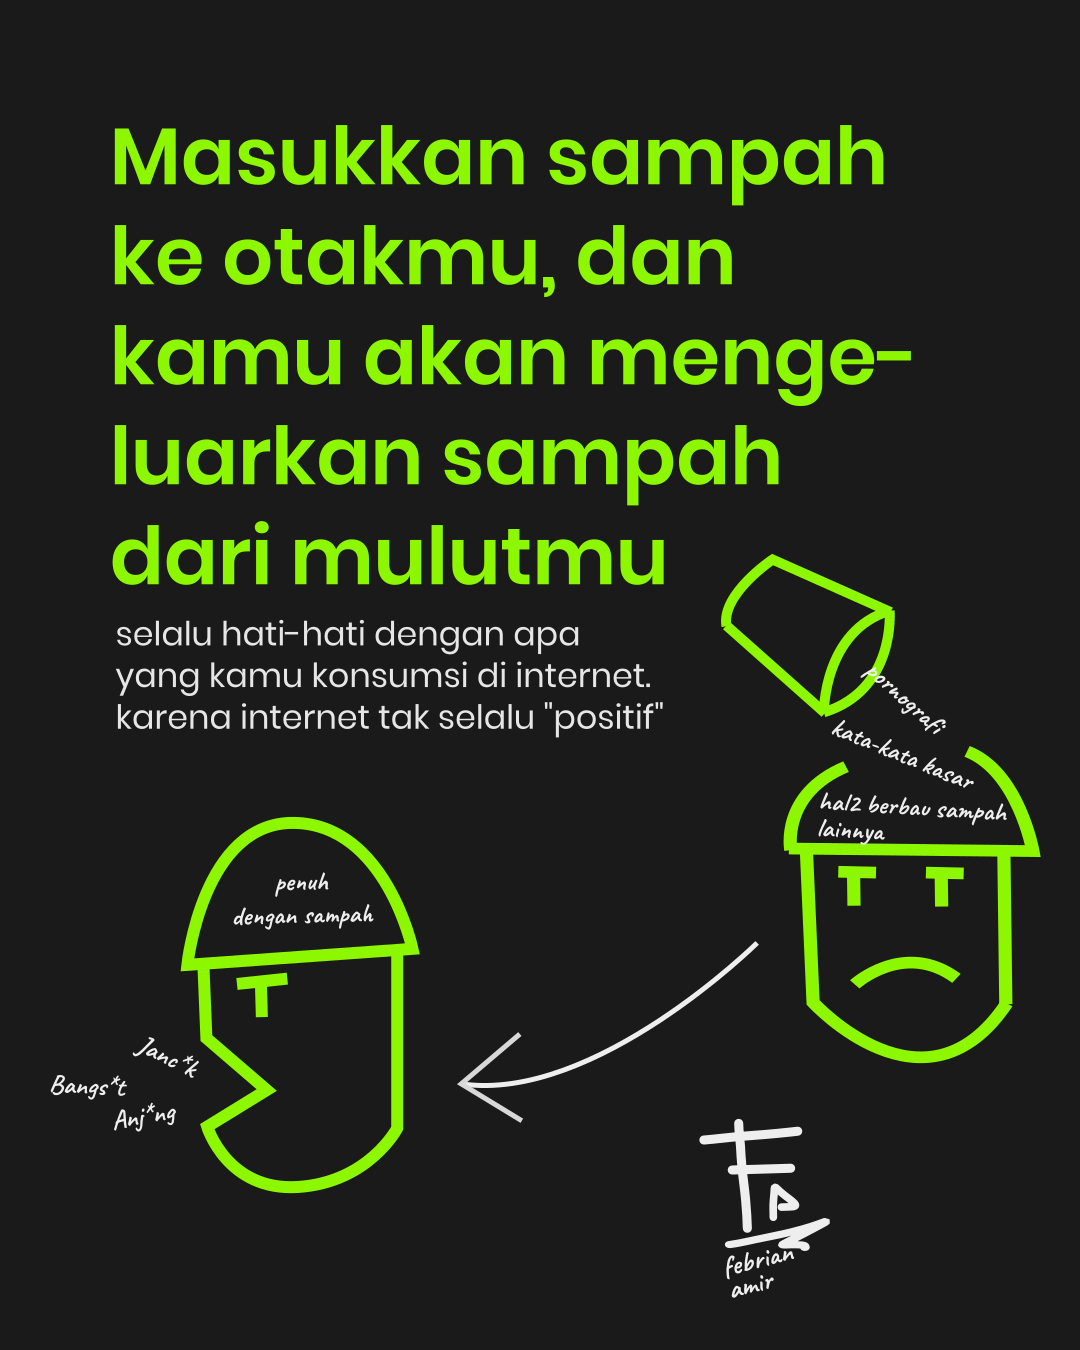 Masukkan sampah
ke otakmu, dan
kamu akan menge-
luarkan sampah
dari mulutmu
selalu hati-hati dengan apa
yang kamu konsumsi di internet.
karena internet tak selalu "positif"
pornografi
kata-kata kasar
hal2 berbau sampah
lainnya
penuh
dengan sampah
Janc*k
Bangs*t
Anj*ng
febrian
amir